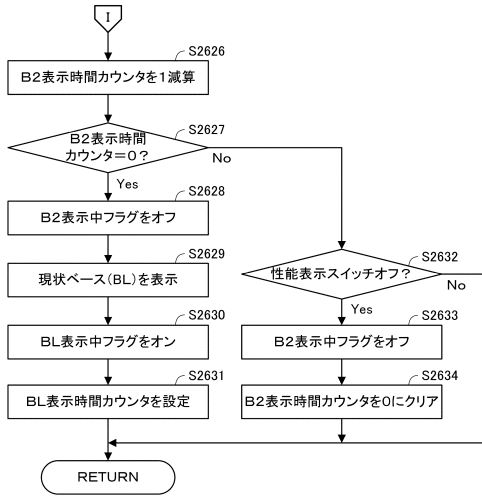 I
S2626
B2表示時間カウンタを1減算
S2627
B2表示時間
カウンタ=0?
No
Yes
S2628
B2表示中フラグをオフ
S2629
現状ベース(BL)を表示
S2630
BL表示中フラグをオン
S2631
BL表示時間カウンタを設定
S2632
性能表示スイッチオフ?
No
Yes
S2633
B2表示中フラグをオフ
S2634
B2表示時間カウンタを0にクリア
RETURN